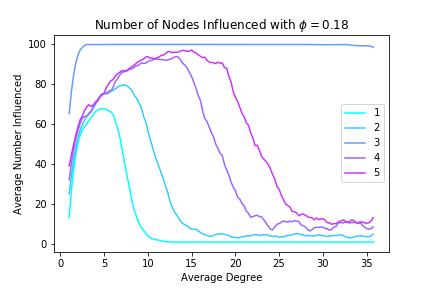 Number of Nodes Influenced with ϕ = 0.18
Average Number Influenced
100
80
60
40
20
0
1
2
3
4
5
0 5 10 15 20 25 30 35
Average Degree